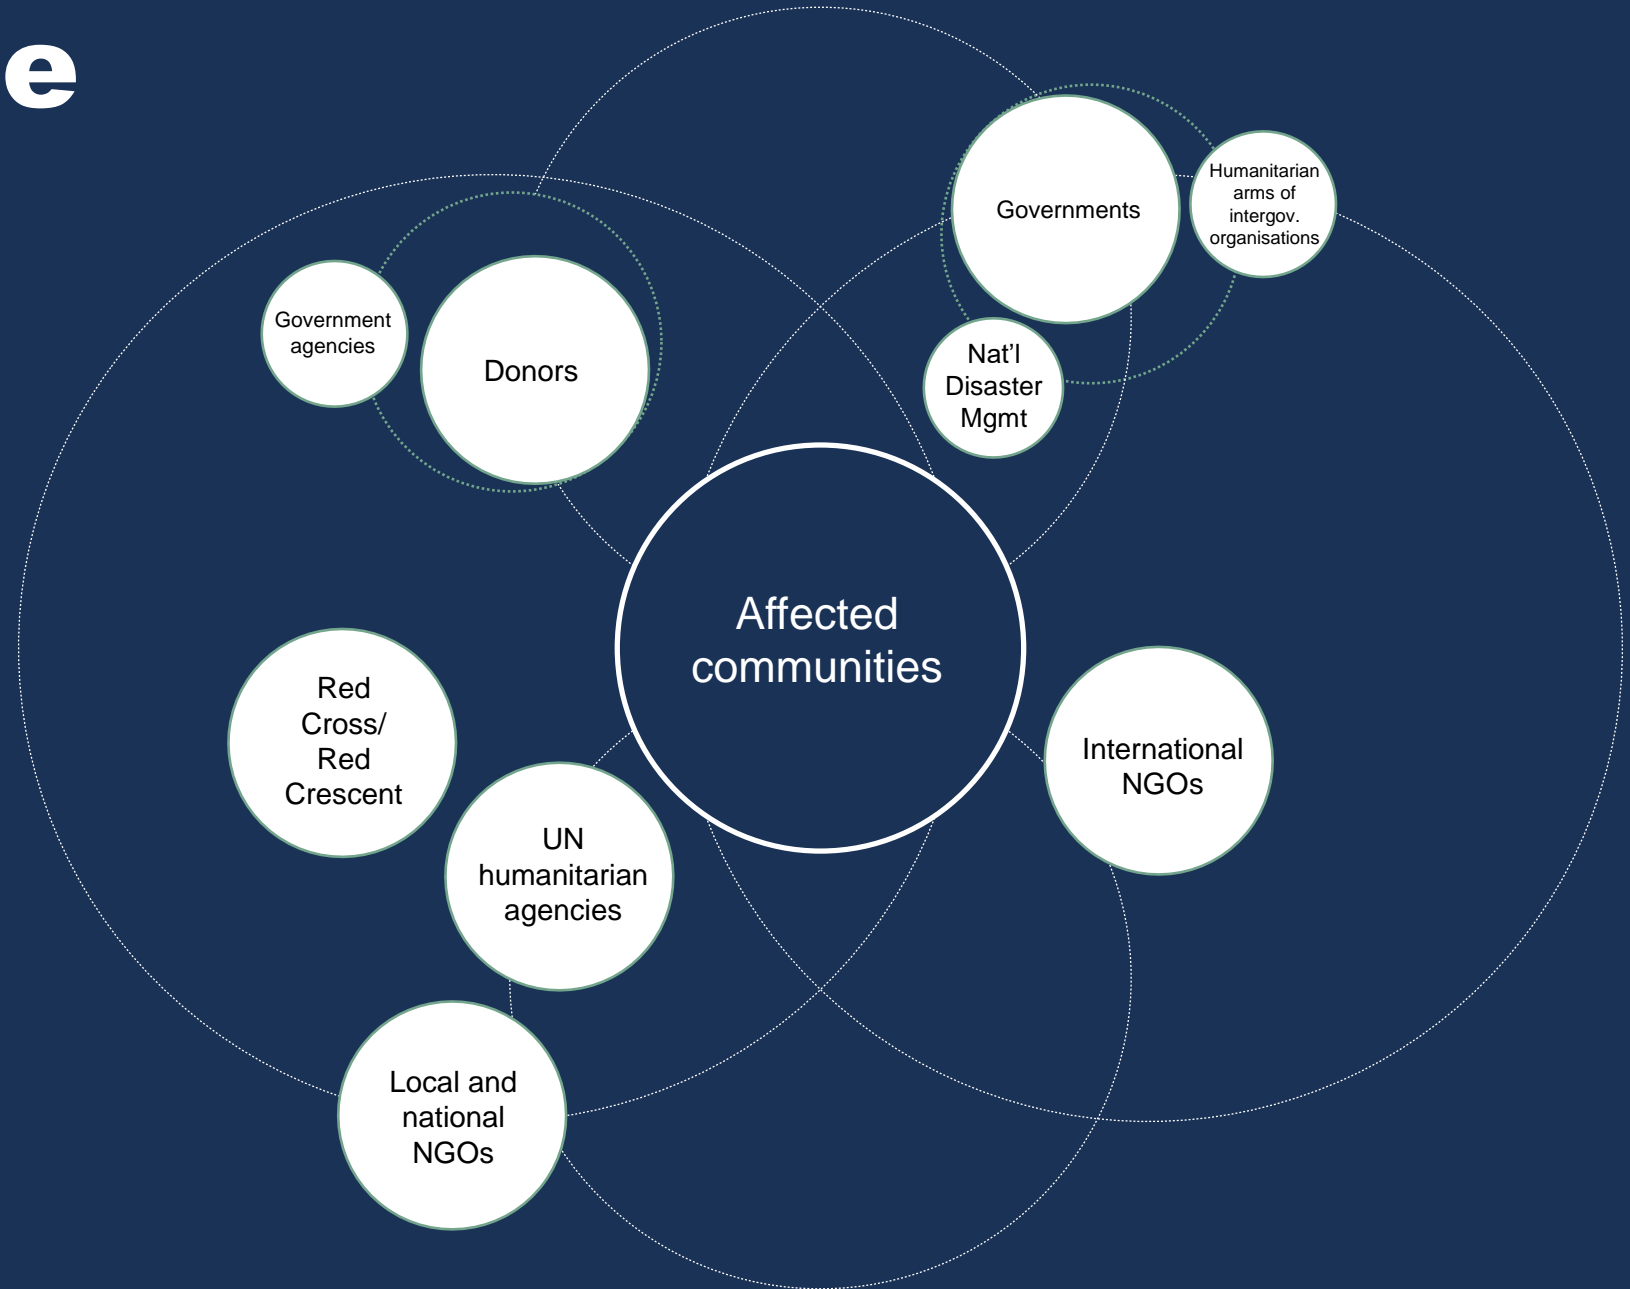 e
Governments
Humanitarian
arms of
intergov.
organisations
Government
agencies
Donors
Nat'l
Disaster
Mgmt
Affected
communities
Red
Cross/
Red
Crescent
International
NGOs
UN
humanitarian
agencies
Local and
national
NGOs